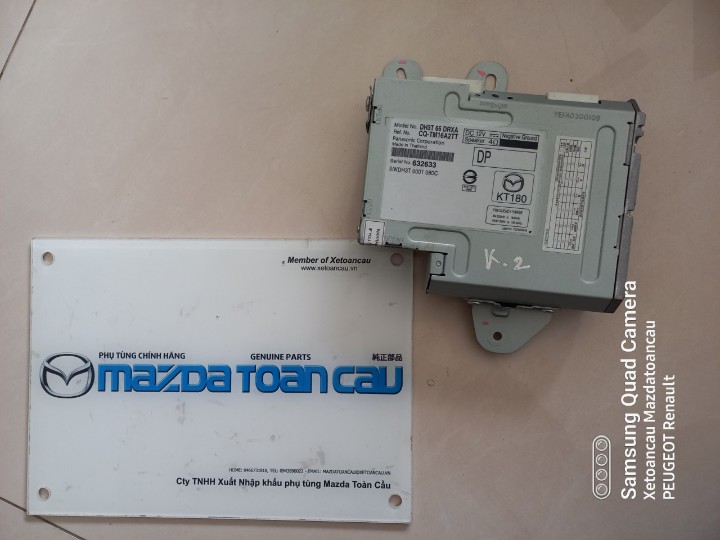 YEFA0300109
Model No. DH5T 66 DRXA
Ref. No. CQ-TM16A2TT
Panasonic Corporation
Made in Thailand
Serial No. 632633
DC 12V
Negative Ground
Speaker 4Ω
DP
KT180
K.2
Member of Xetoancau
www.xetoancau.vn
PHỤ TÙNG CHÍNH HÃNG GENUINE PARTS 純正部品
mazda TOAN CAU
Cty TNHH Xuất Nhập khẩu phụ tùng Mazda Toàn Cầu
Samsung Quad Camera
Xetoancau Mazdatoancau
PEUGEOT Renault